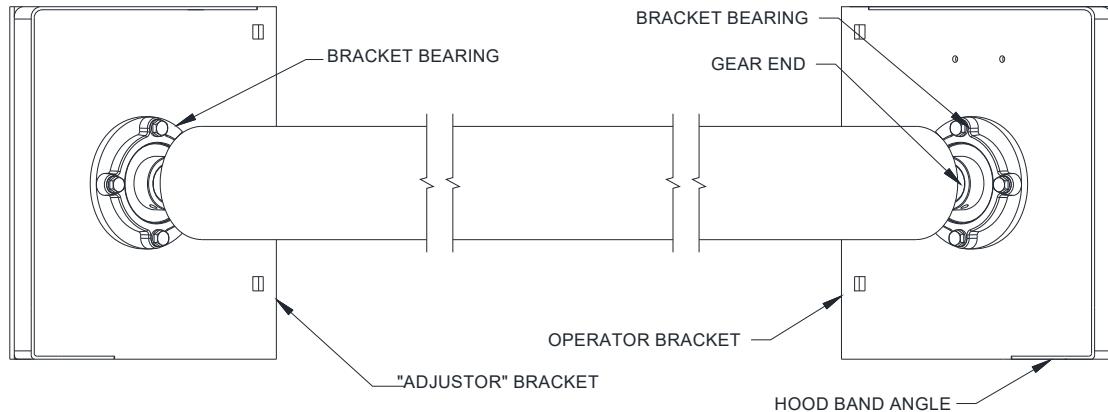 BRACKET BEARING
BRACKET BEARING
GEAR END
OPERATOR BRACKET
"ADJUSTOR" BRACKET
HOOD BAND ANGLE